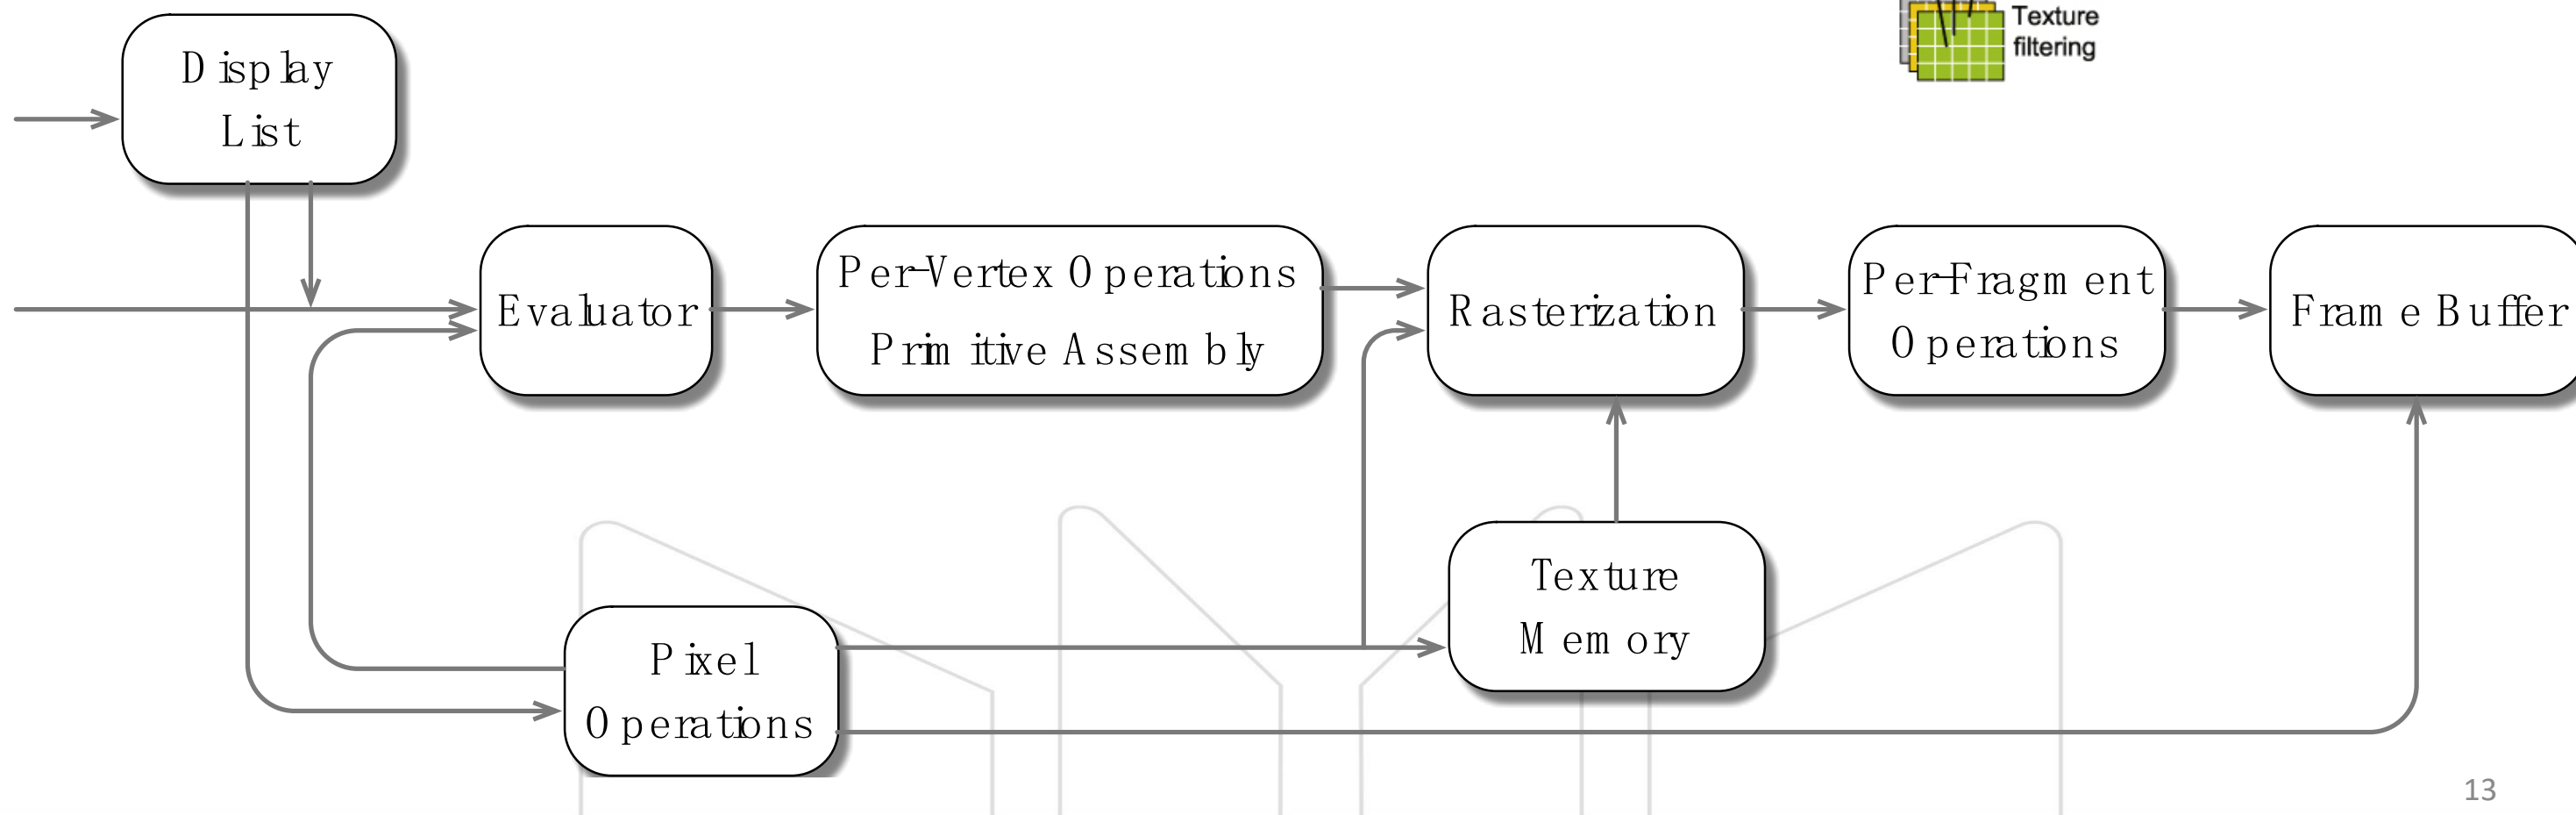 Texture
filtering
Display
List
Evaluator
Per-Vertex Operations
Primitive Assembly
Rasterization
Per-Fragment
Operations
Frame Buffer
Texture
Memory
Pixel
Operations
13